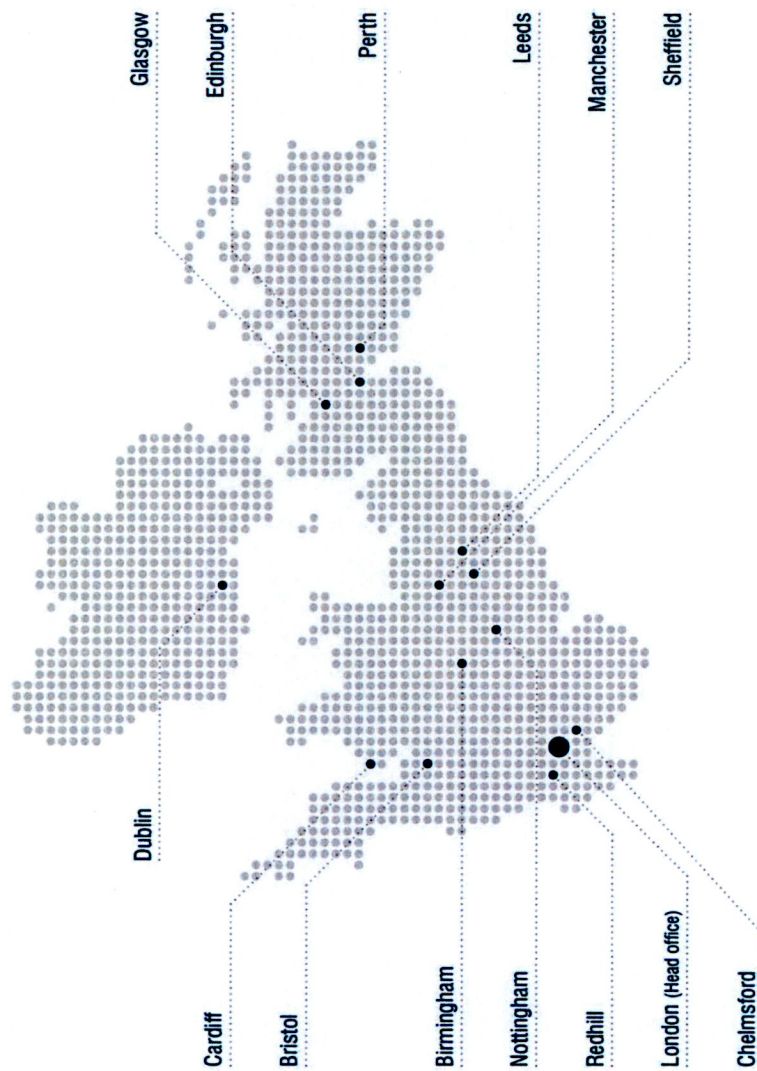 Glasgow
Edinburgh
Perth
Leeds
Manchester
Sheffield
Dublin
Cardiff
Bristol
Birmingham
Nottingham
Redhill
London (Head office)
Chelmsford